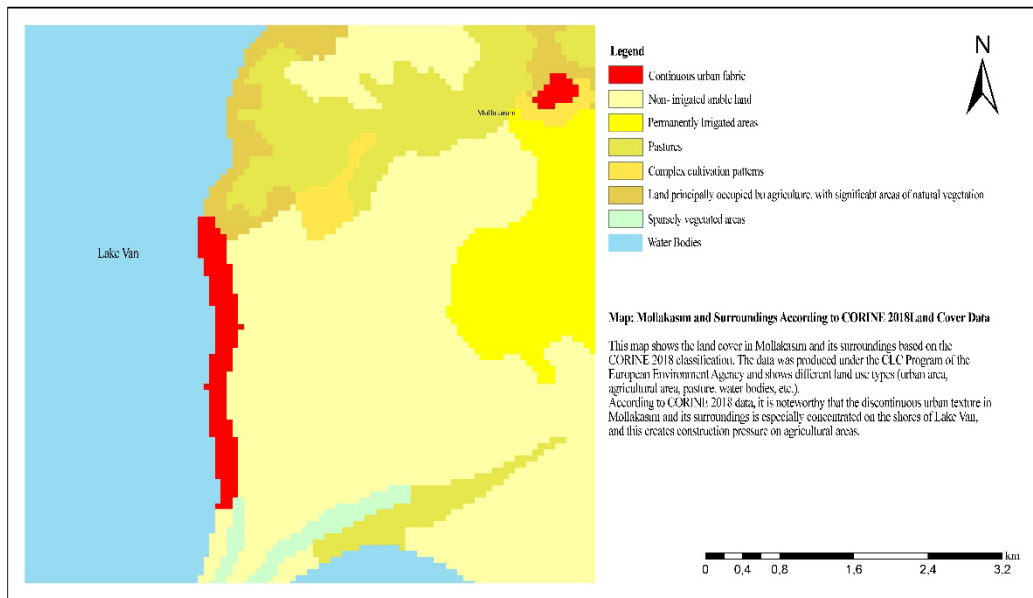 Legend
N
Continuous urban fabric
Non- irrigated arable land
Permanently Irrigated areas
Pastures
Complex cultivation patterns
Land principally occupied bu agriculture, with significabt areas of natural vegetation
Sparsely vegetated areas
Water Bodies
Mollakasım
Lake Van
Map: Mollakasım and Surroundings According to CORINE 2018Land Cover Data
This map shows the land cover in Mollakasım and its surroundings based on the
CORINE 2018 classification. The data was produced under the CLC Program of the
European Environment Agency and shows different land use types (urban area,
agricultural area, pasture, water bodies, etc.).
According to CORINE 2018 data, it is noteworthy that the discontinuous urban texture in
Mollakasım and its surroundings is especially concentrated on the shores of Lake Van,
and this creates construction pressure on agricultural areas.
km
0 0,4 0,8 1,6 2,4 3,2